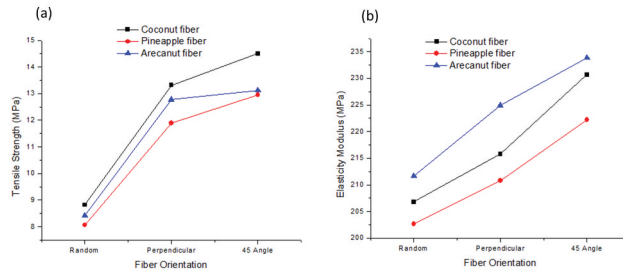 (a)
Coconut fiber
Pineapple fiber
Arecanut fiber
Tensile Strength (MPa)
15
14
13
12
11
10
9
8
Random
Perpendicular
45 Angle
Fiber Orientation
(b)
Coconut fiber
Pineapple fiber
Arecanut fiber
Elasticity Modulus (MPa)
235
230
225
220
215
210
205
200
Random
Perpendicular
45 Angle
Fiber Orientation